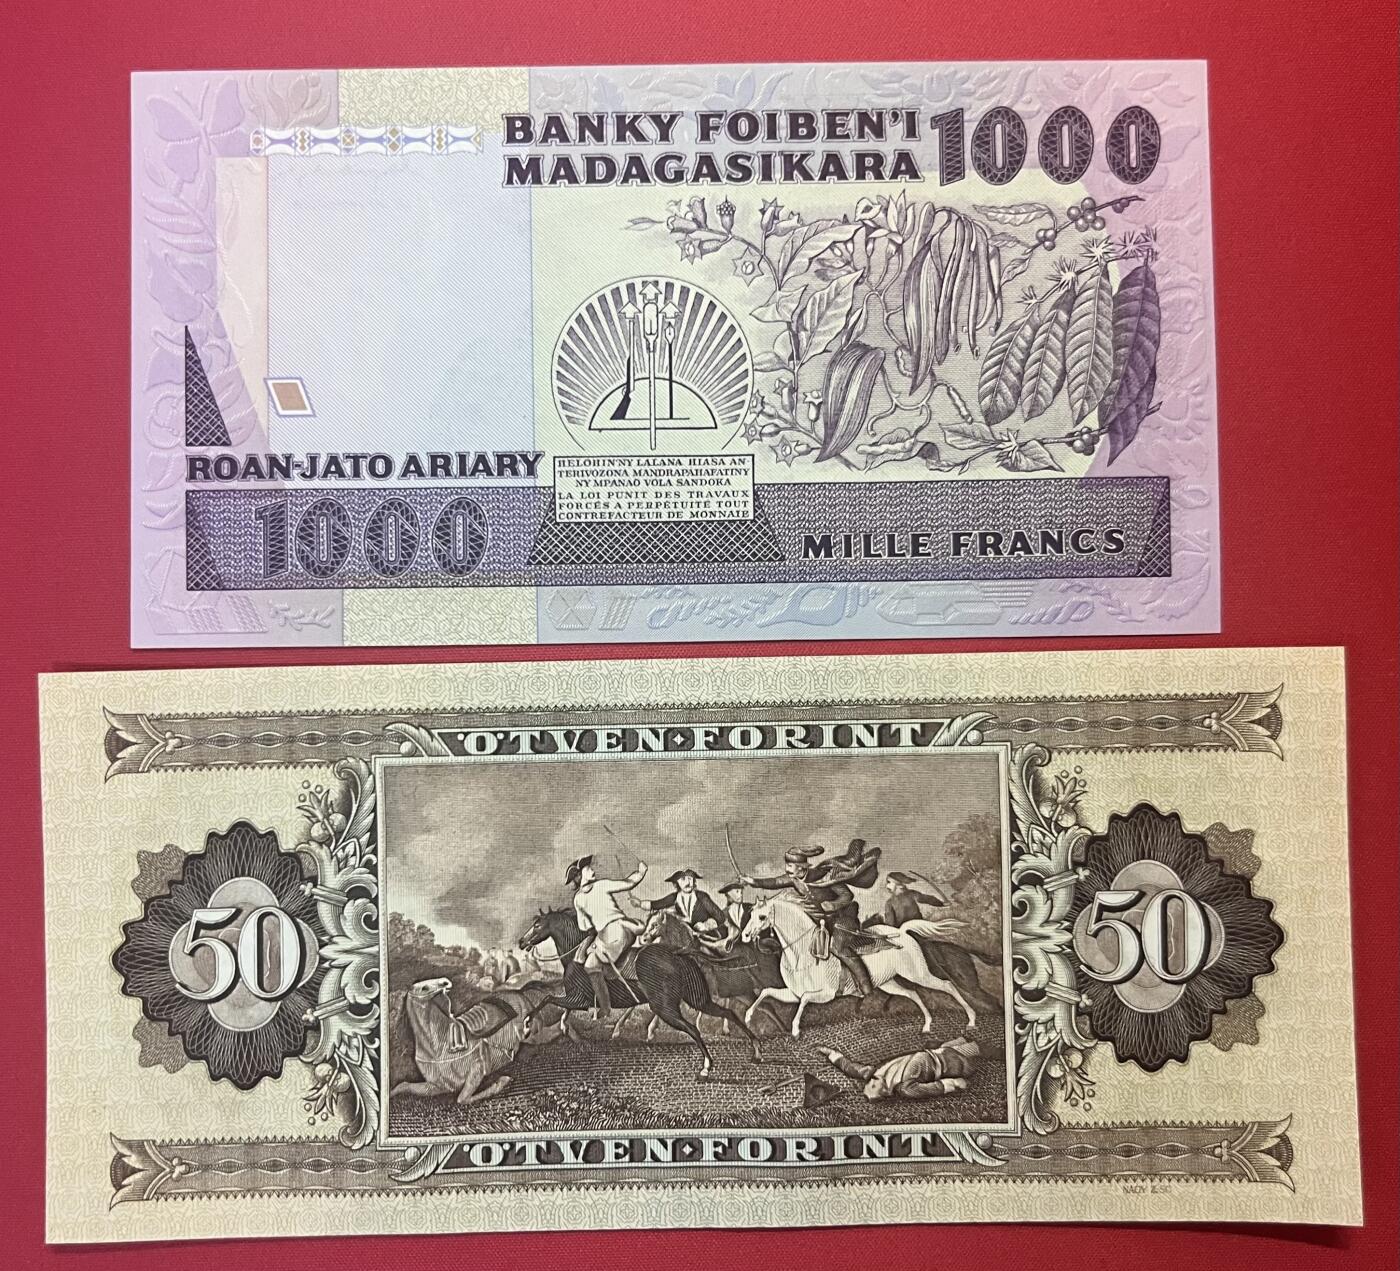 BANKY FOIBEN'I
MADAGASIKARA
1000
ROAN-JATO ARIARY
HELOHIN'NY LALANA HIASA AN-
TERIVOZONA MANDRAPAHAFATINY
NY MPANAO VOLA SANDOKA
LA LOI PUNIT DES TRAVAUX
FORCÉS A PERPÉTUITÉ TOUT
CONTREFACTEUR DE MONNAIE
1000
MILLE FRANCS
ÖTVEN FORINT
50
50
ÖTVEN FORINT